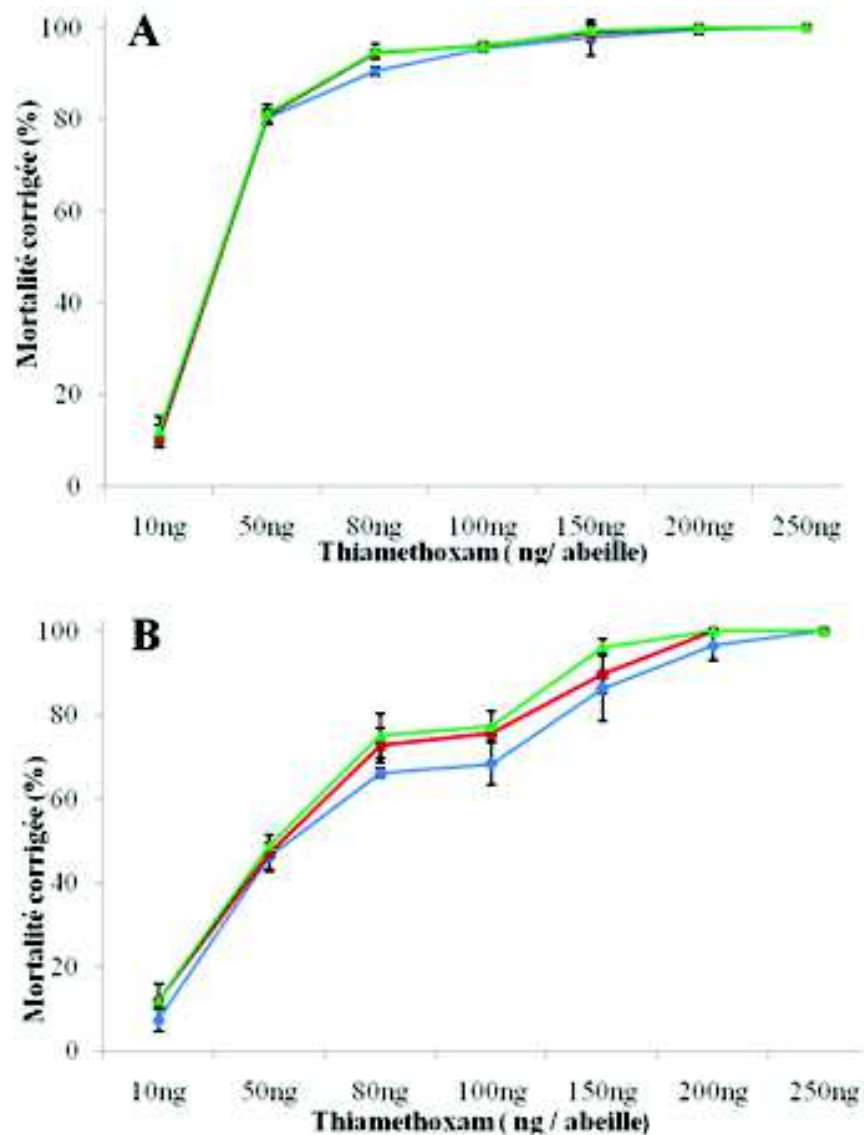 A
Mortalité corrigée (%)
100
80
60
40
20
0
10ng 50ng 80ng 100ng 150ng 200ng 250ng
Thiamethoxam ( ng/ abeille)
B
Mortalité corrigée (%)
100
80
60
40
20
0
10ng 50ng 80ng 100ng 150ng 200ng 250ng
Thiamethoxam ( ng / abeille)